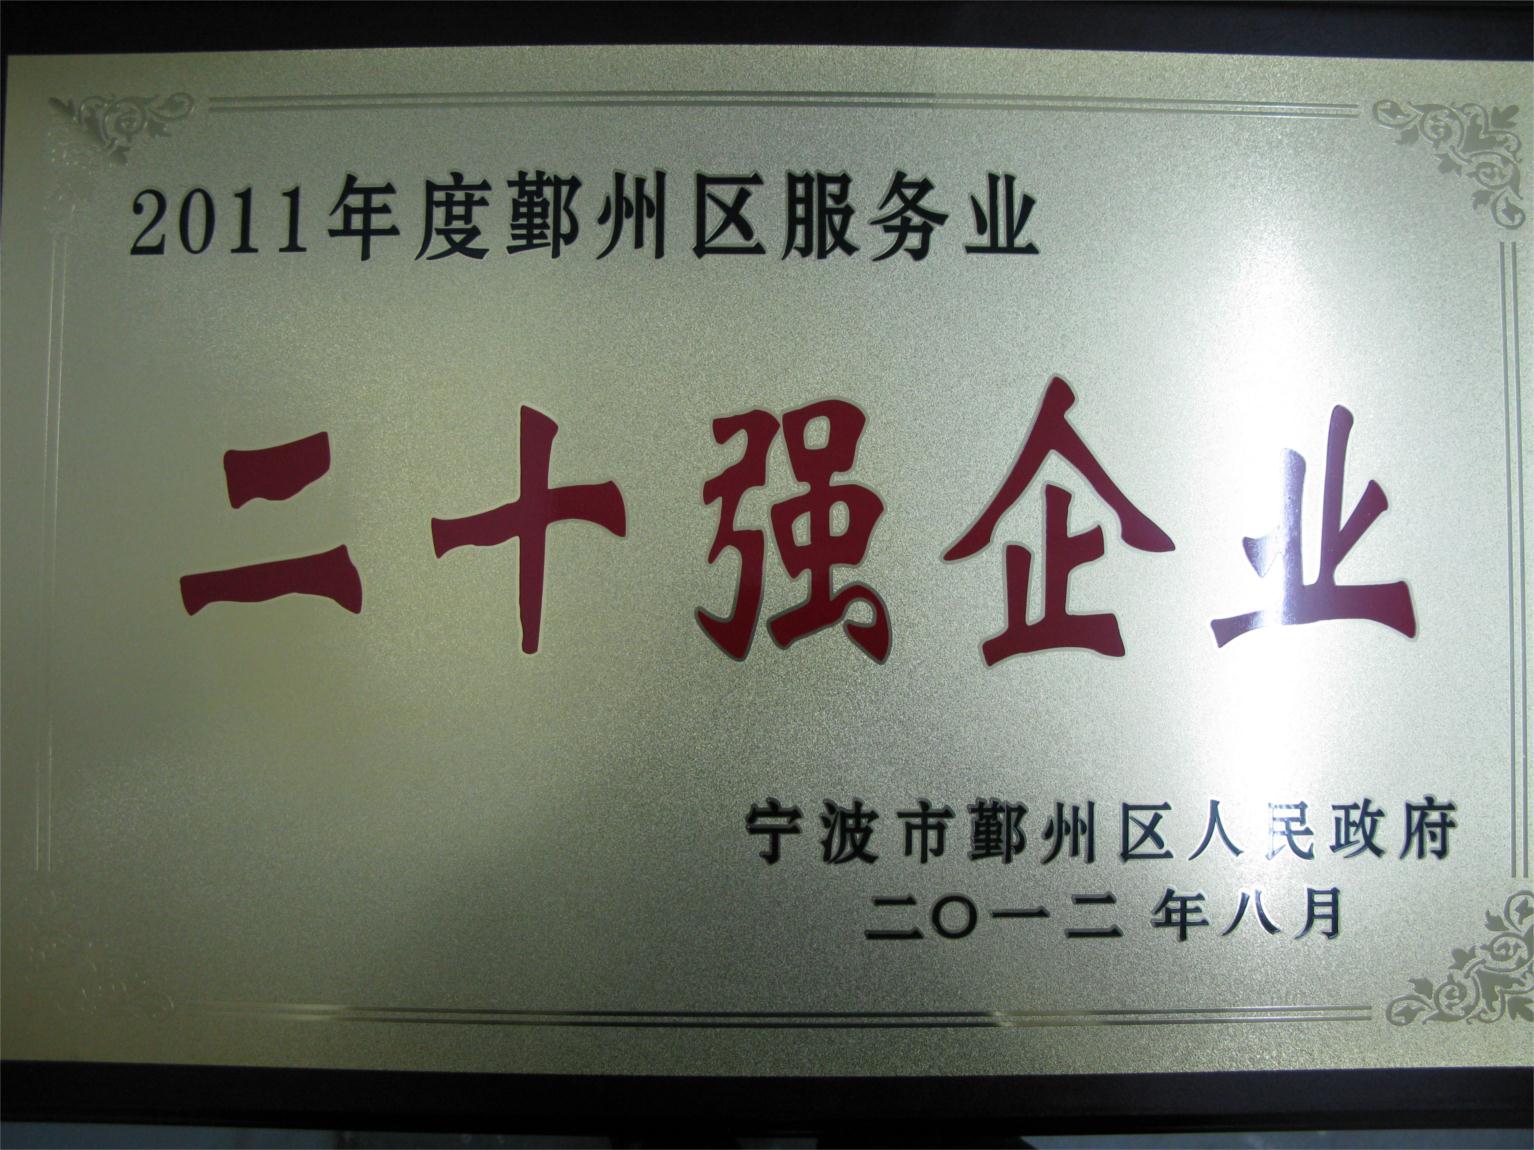 2011年度鄞州区服务业
二十强企业
宁波市鄞州区人民政府
二〇一二年八月